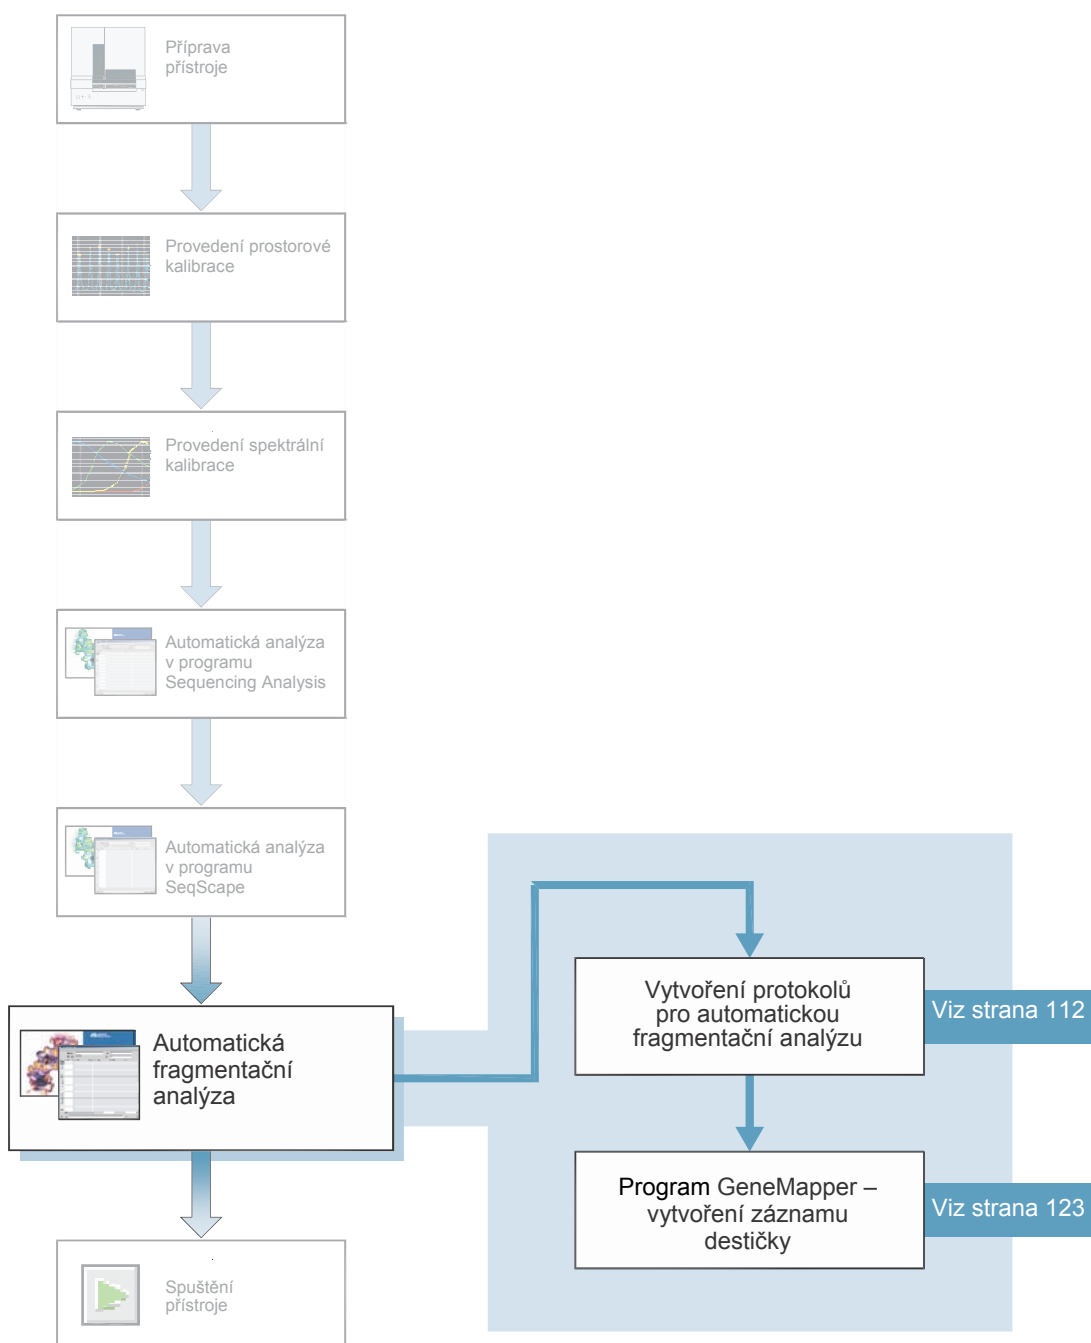 Příprava
přístroje
Provedení prostorové
kalibrace
Provedení spektrální
kalibrace
Automatická analýza
v programu
Sequencing Analysis
Automatická analýza
v programu
SeqScape
Automatická
fragmentační
analýza
Vytvoření protokolů
pro automatickou
fragmentační analýzu
Viz strana 112
Program GeneMapper –
vytvoření záznamu
destičky
Viz strana 123
Spuštění
přístroje